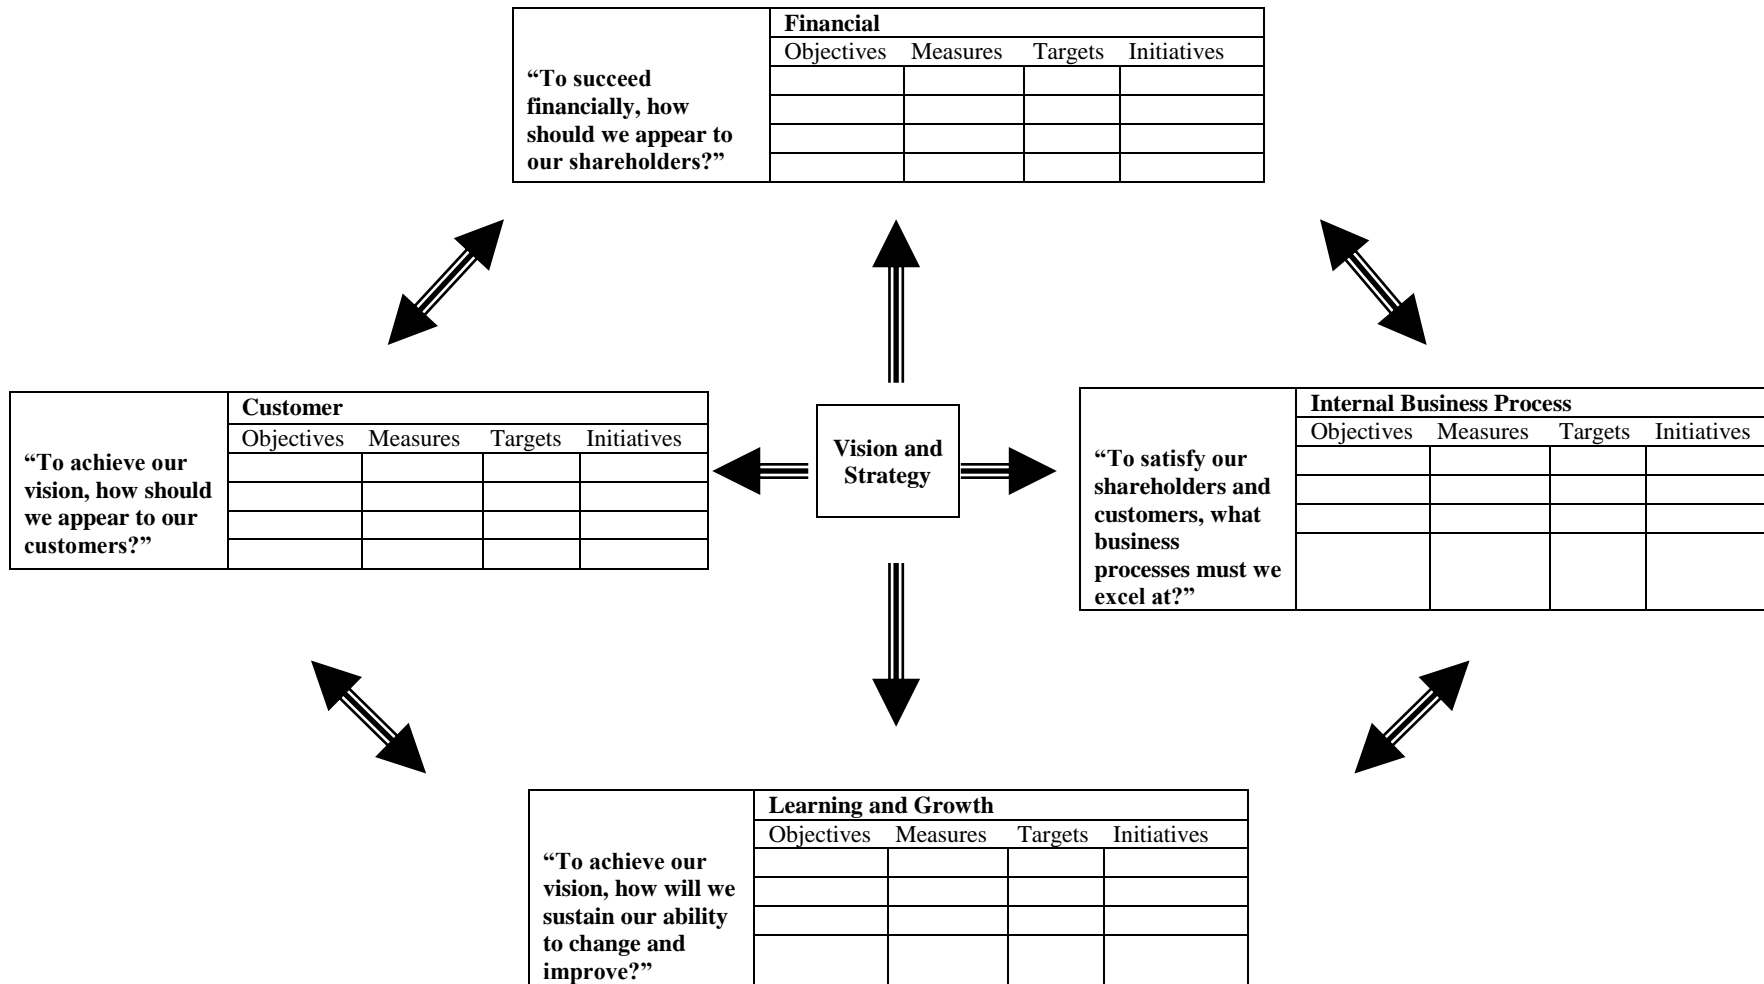 Financial
Objectives Measures Targets Initiatives
“To succeed
financially, how
should we appear to
our shareholders?”
Customer
Objectives Measures Targets Initiatives
“To achieve our
vision, how should
we appear to our
customers?”
Vision and
Strategy
Internal Business Process
Objectives Measures Targets Initiatives
“To satisfy our
shareholders and
customers, what
business
processes must we
excel at?”
Learning and Growth
Objectives Measures Targets Initiatives
“To achieve our
vision, how will we
sustain our ability
to change and
improve?”